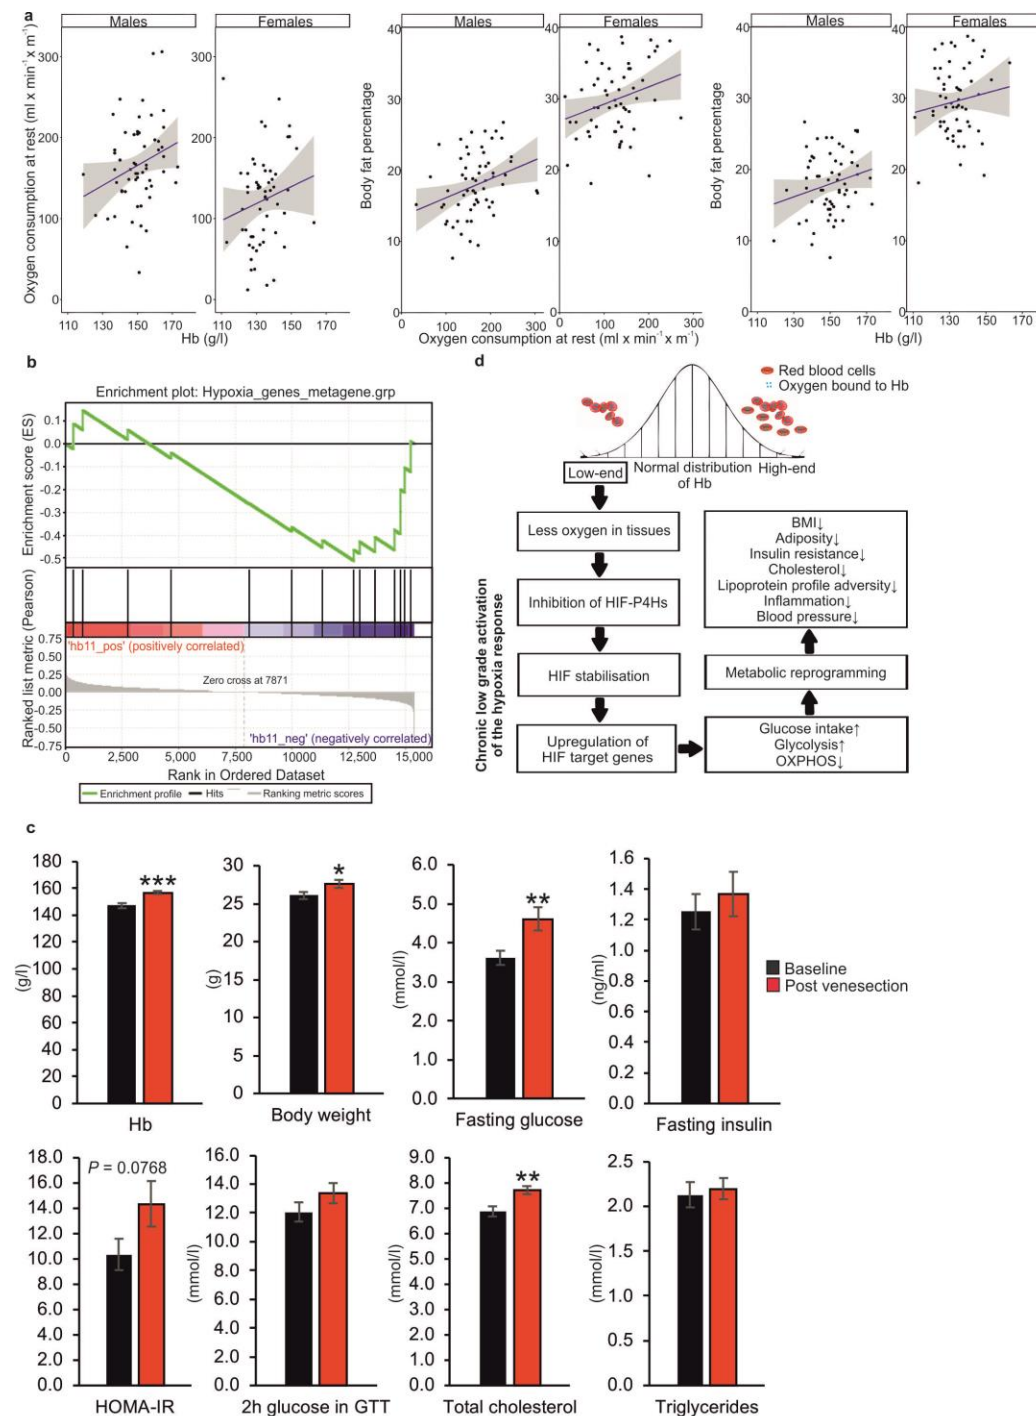 a
Males
Females
Oxygen consumption at rest (ml x min⁻¹ x m⁻¹)
300
200
100
0
110 130 150 170
110 130 150 170
Hb (g/l)
Males
Females
Body fat percentage
40
30
20
10
0
40
30
20
10
0
0 100 200 300
0 100 200 300
Oxygen consumption at rest (ml x min⁻¹ x m⁻¹)
Males
Females
Body fat percentage
40
30
20
10
0
40
30
20
10
0
110 130 150 170
110 130 150 170
Hb (g/l)
b
Enrichment plot: Hypoxia_genes_metagene.grp
Enrichment score (ES)
0.1
0.0
-0.1
-0.2
-0.3
-0.4
-0.5
Ranked list metric (Pearson)
0.75
0.50
0.25
0.00
-0.25
-0.50
-0.75
'hb11_pos' (positively correlated)
Zero cross at 7871
'hb11_neg' (negatively correlated)
0 2,500 5,000 7,500 10,000 12,500 15,000
Rank in Ordered Dataset
Enrichment profile Hits Ranking metric scores
d
Red blood cells
Oxygen bound to Hb
Low-end
Normal distribution
of Hb
High-end
Chronic low grade activation
of the hypoxia response
Less oxygen in tissues
Inhibition of HIF-P4Hs
HIF stabilisation
Upregulation of
HIF target genes
Glucose intake↑
Glycolysis↑
OXPHOS↓
Metabolic reprogramming
BMI↓
Adiposity↓
Insulin resistance↓
Cholesterol↓
Lipoprotein profile adversity↓
Inflammation↓
Blood pressure↓
c
(g/l)
180
160
140
120
100
80
60
40
20
0
***
Hb
(g)
30
25
20
15
10
5
0
*
Body weight
(mmol/l)
6.0
5.0
4.0
3.0
2.0
1.0
0.0
**
Fasting glucose
(ng/ml)
1.6
1.4
1.2
1.0
0.8
0.6
0.4
0.2
0.0
Fasting insulin
Baseline
Post venesection
18.0
16.0
14.0
12.0
10.0
8.0
6.0
4.0
2.0
0.0
P = 0.0768
HOMA-IR
(mmol/l)
16.0
14.0
12.0
10.0
8.0
6.0
4.0
2.0
0.0
2h glucose in GTT
(mmol/l)
9.0
8.0
7.0
6.0
5.0
4.0
3.0
2.0
1.0
0.0
**
Total cholesterol
(mmol/l)
2.5
2.0
1.5
1.0
0.5
0.0
Triglycerides